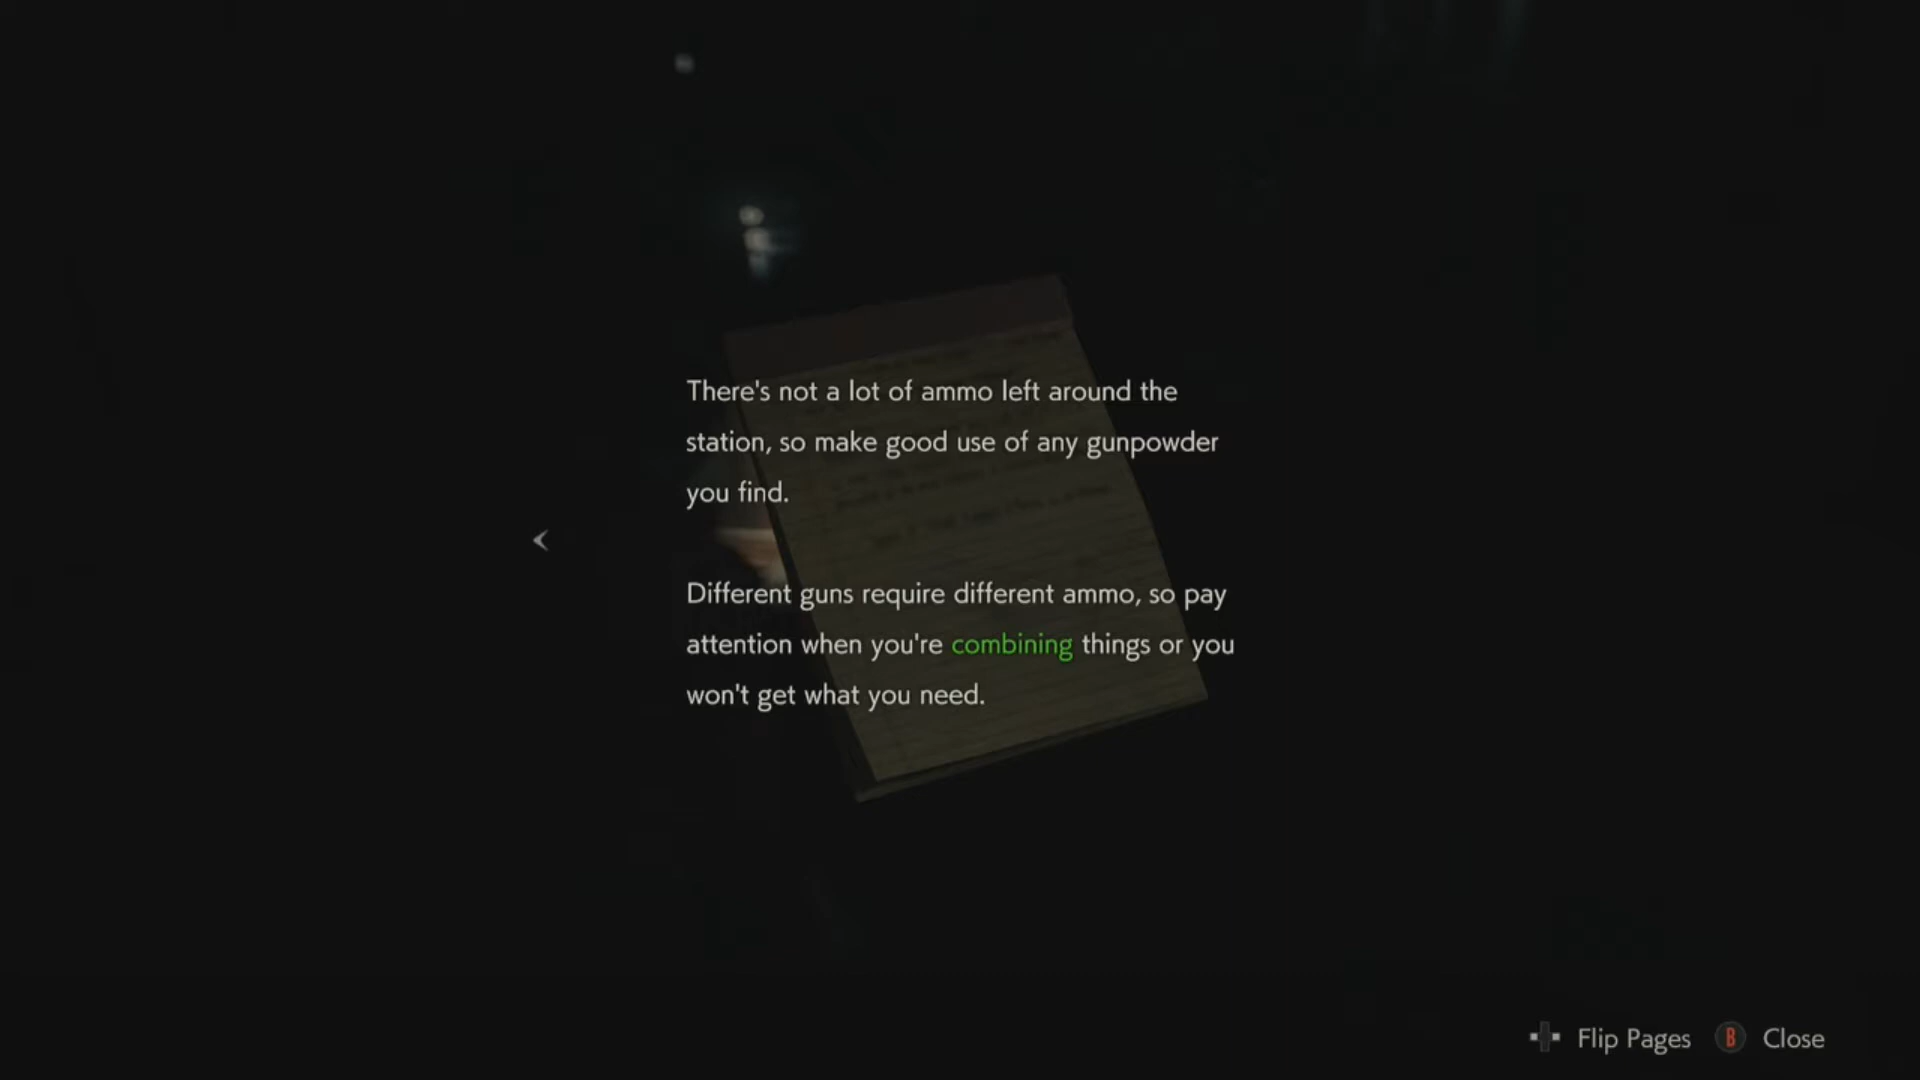 There's not a lot of ammo left around the
station, so make good use of any gunpowder
you find.
Different guns require different ammo, so pay
attention when you're combining things or you
won't get what you need.
Flip Pages B Close